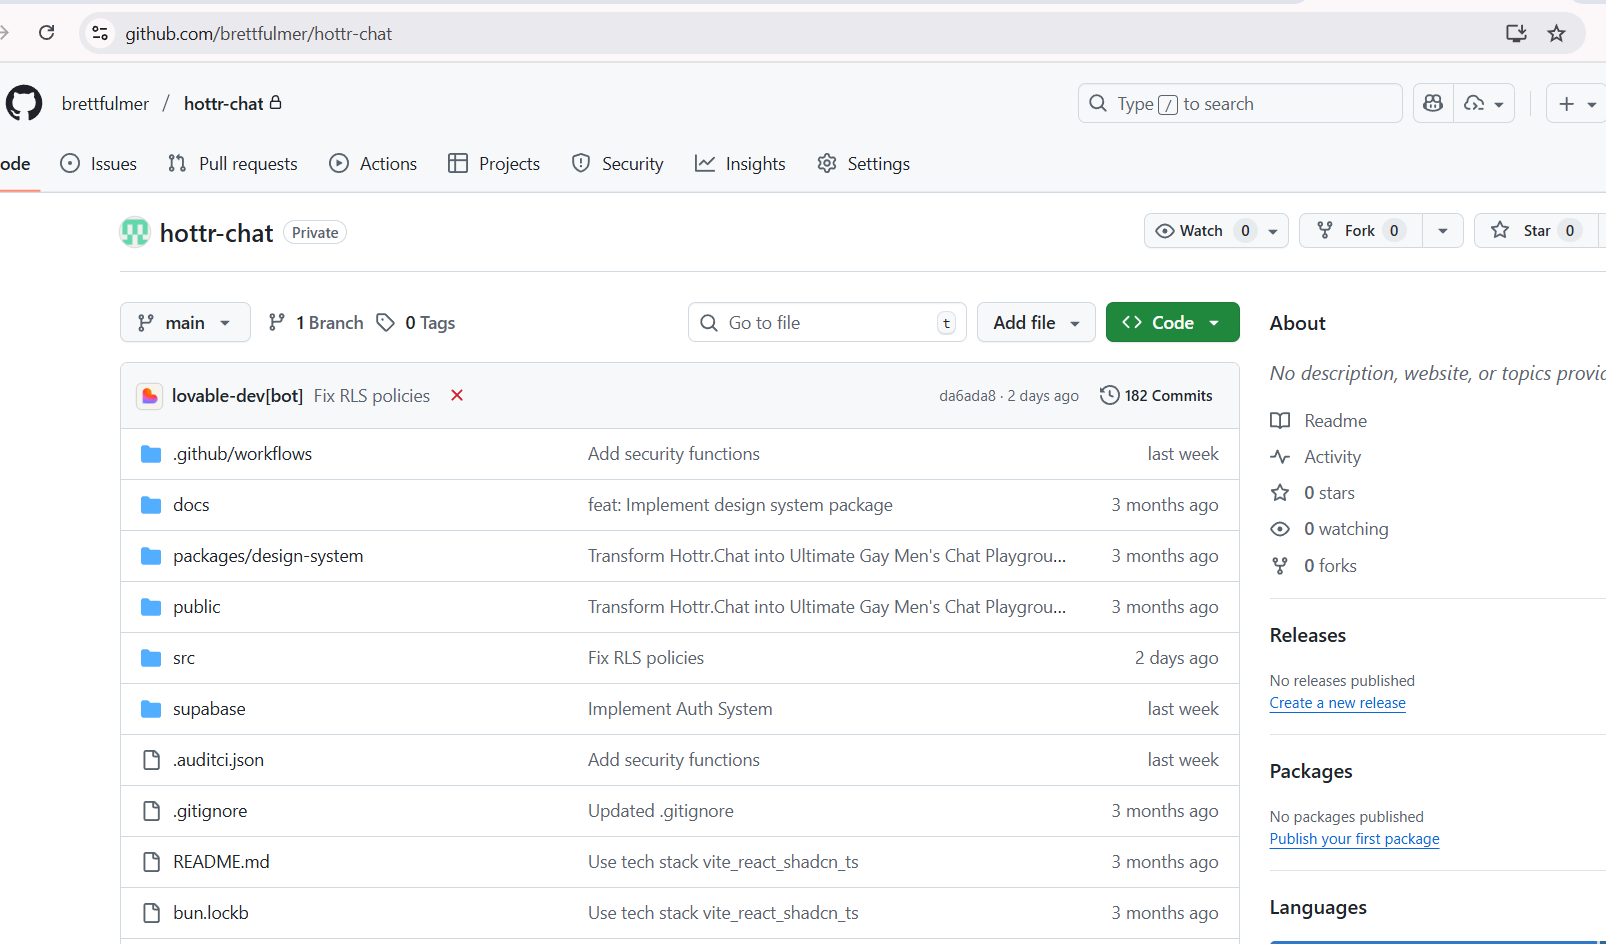 github.com/brettfulmer/hottr-chat
brettfulmer / hottr-chat
Type / to search
ode Issues Pull requests Actions Projects Security Insights Settings
hottr-chat Private
Watch 0 Fork 0 Star 0
main 1 Branch 0 Tags Go to file t Add file Code
lovable-dev[bot] Fix RLS policies da6ada8 · 2 days ago 182 Commits
.github/workflows Add security functions last week
docs feat: Implement design system package 3 months ago
packages/design-system Transform Hottr.Chat into Ultimate Gay Men's Chat Playgrou... 3 months ago
public Transform Hottr.Chat into Ultimate Gay Men's Chat Playgrou... 3 months ago
src Fix RLS policies 2 days ago
supabase Implement Auth System last week
.auditci.json Add security functions last week
.gitignore Updated .gitignore 3 months ago
README.md Use tech stack vite_react_shadcn_ts 3 months ago
bun.lockb Use tech stack vite_react_shadcn_ts 3 months ago
About
No description, website, or topics provid
Readme
Activity
0 stars
0 watching
0 forks
Releases
No releases published
Create a new release
Packages
No packages published
Publish your first package
Languages